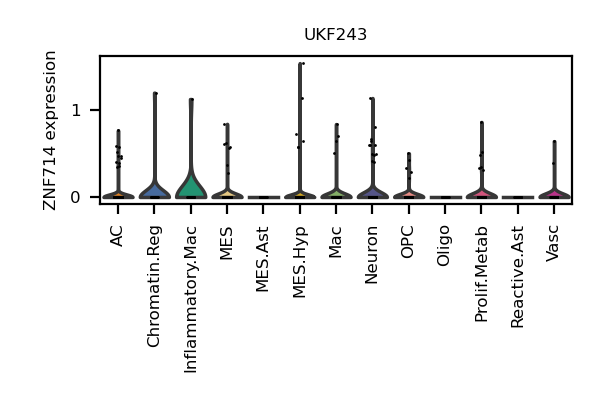 UKF243
ZNF714 expression
1
0
AC
Chromatin.Reg
Inflammatory.Mac
MES
MES.Ast
MES.Hyp
Mac
Neuron
OPC
Oligo
Prolif.Metab
Reactive.Ast
Vasc